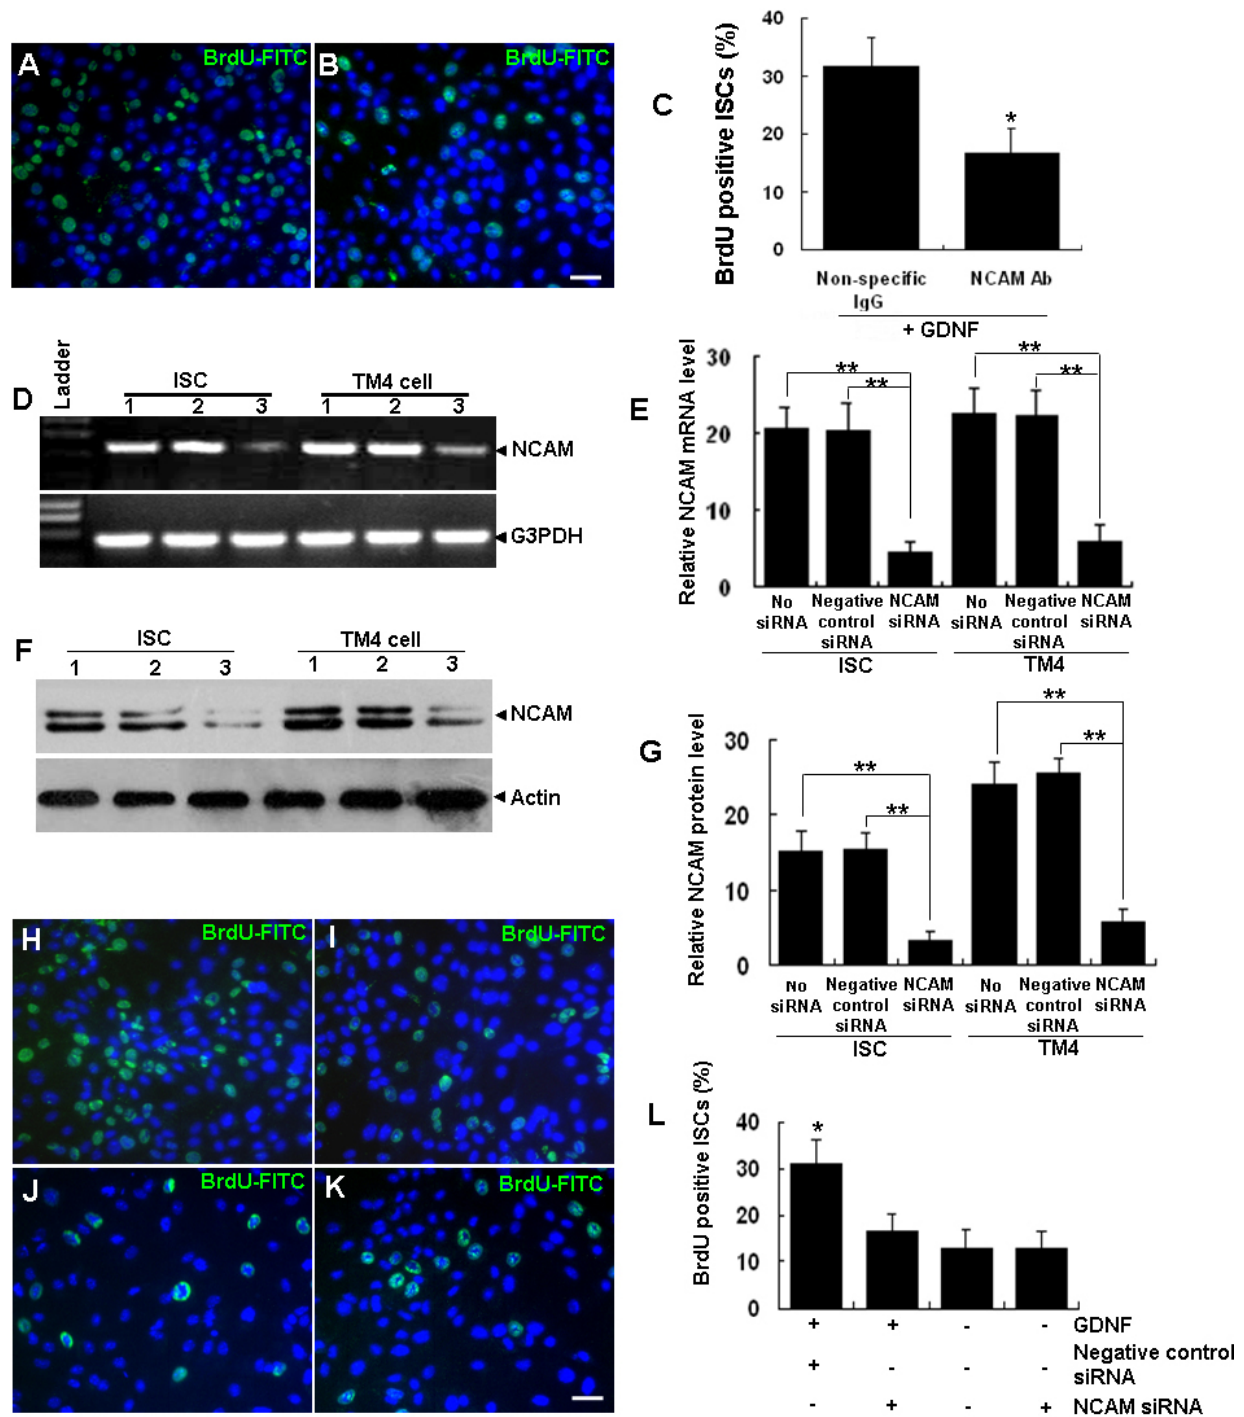 A
BrdU-FITC
B
BrdU-FITC
C
BrdU positive ISCs (%)
40
30
20
10
0
*
Non-specific
IgG
NCAM Ab
+ GDNF
D
Ladder
ISC
TM4 cell
1 2 3 1 2 3
NCAM
G3PDH
E
Relative NCAM mRNA level
30
20
10
0
** ** ** **
No
siRNA
Negative
control
siRNA
NCAM
siRNA
No
siRNA
Negative
control
siRNA
NCAM
siRNA
ISC
TM4
F
ISC
TM4 cell
1 2 3 1 2 3
NCAM
Actin
G
Relative NCAM protein level
30
20
10
0
** ** ** **
No
siRNA
Negative
control
siRNA
NCAM
siRNA
No
siRNA
Negative
control
siRNA
NCAM
siRNA
ISC
TM4
H
BrdU-FITC
I
BrdU-FITC
J
BrdU-FITC
K
BrdU-FITC
L
BrdU positive ISCs (%)
40
30
20
10
0
*
+ + - - GDNF
+ - - - Negative control
siRNA
- + - + NCAM siRNA